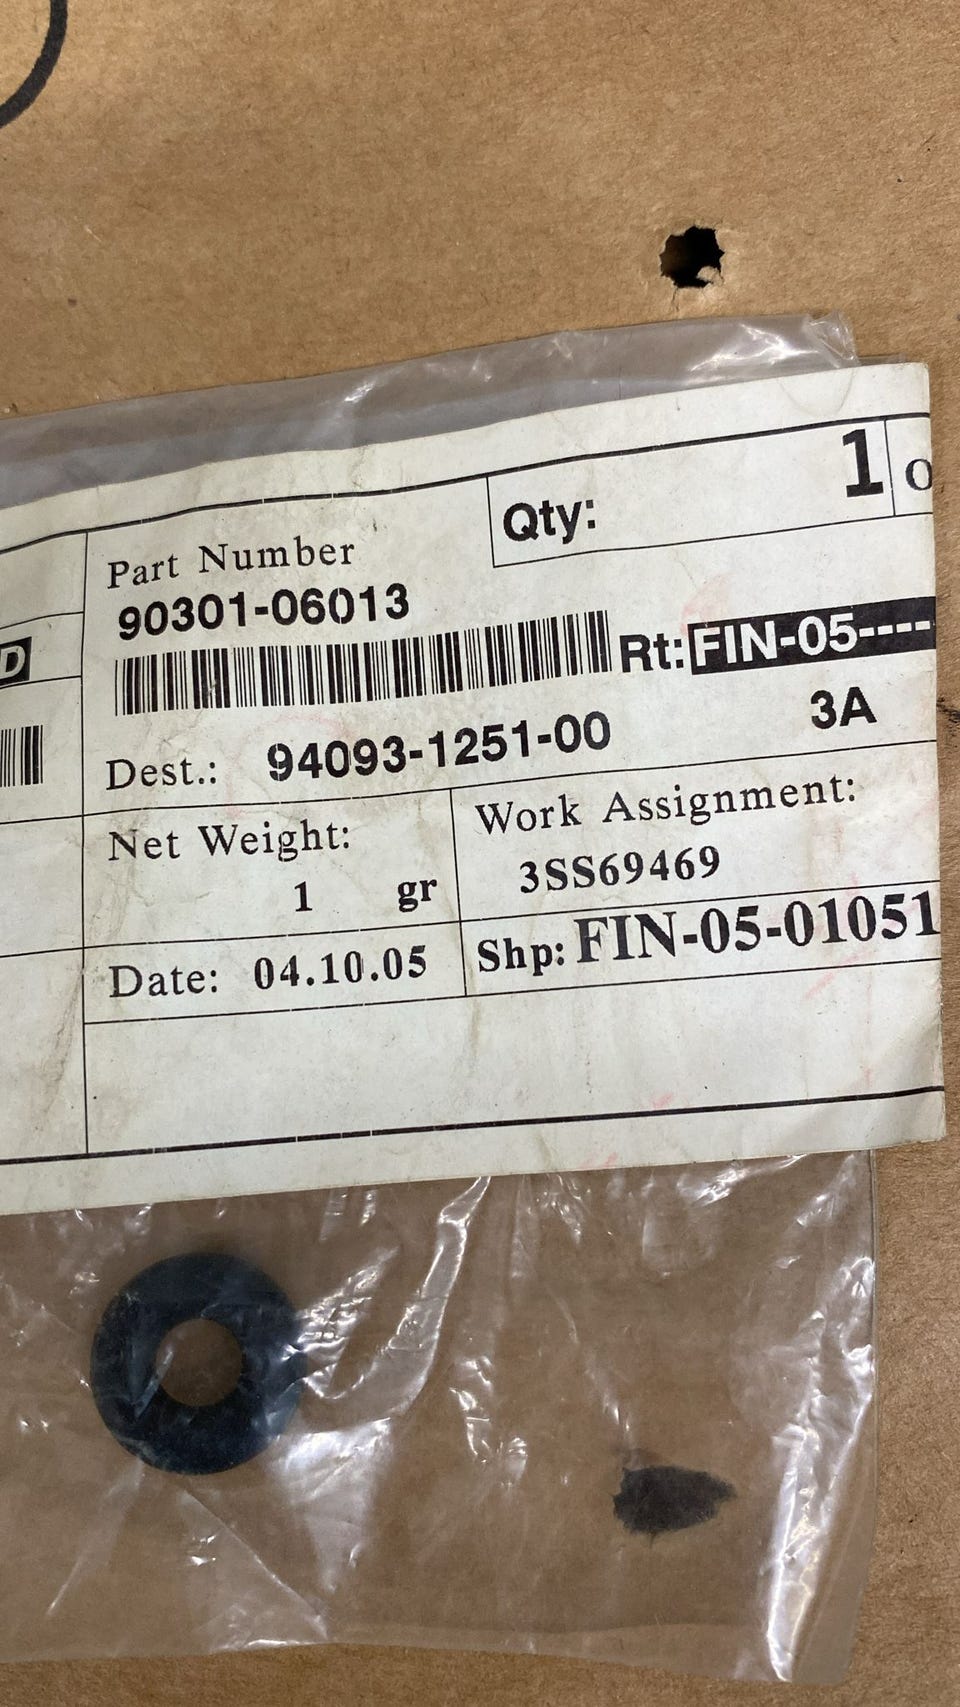 Qty: 1
Part Number
90301-06013
Rt: FIN-05----
D
Dest.: 94093-1251-00 3A
Net Weight:
1 gr
Work Assignment:
3SS69469
Date: 04.10.05
Shp: FIN-05-01051